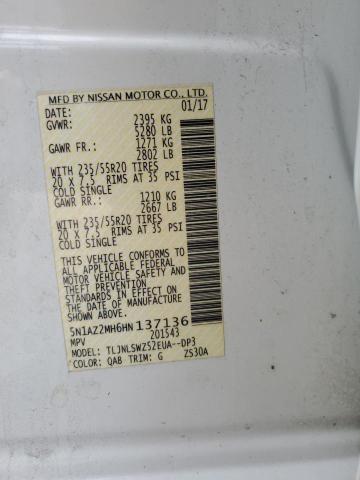 MFD BY NISSAN MOTOR CO., LTD.
DATE: 01/17
GVWR: 2395 KG
5280 LB
GAWR FR.: 1271 KG
2802 LB
WITH 235/55R20 TIRES
20 X 7.5 RIMS AT 35 PSI
COLD SINGLE
GAWR RR.: 1210 KG
2667 LB
WITH 235/55R20 TIRES
20 X 7.5 RIMS AT 35 PSI
COLD SINGLE
THIS VEHICLE CONFORMS TO
ALL APPLICABLE FEDERAL
MOTOR VEHICLE SAFETY AND
THEFT PREVENTION
STANDARDS IN EFFECT ON
THE DATE OF MANUFACTURE
SHOWN ABOVE.
5N1AZ2MH6HN137136
MPV 201543
MODEL: TLJNLSWZ52EUA--DP3
COLOR: QAB TRIM: G ZS30A